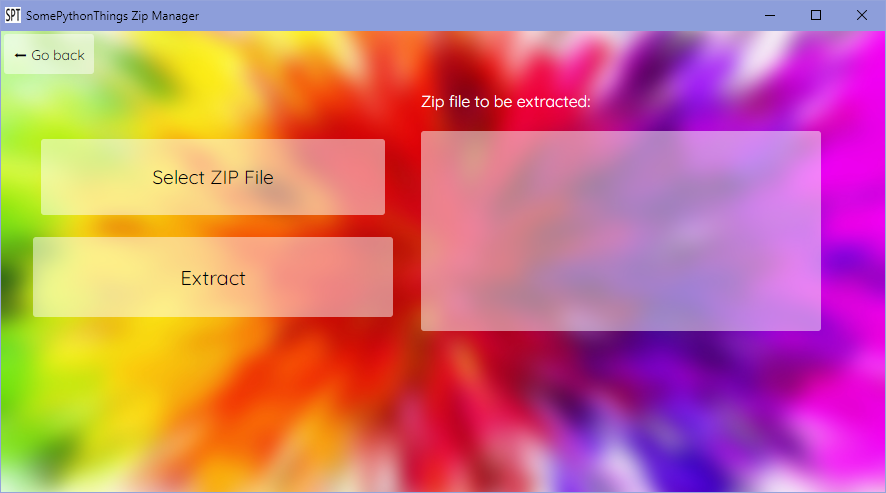 SPT SomePythonThings Zip Manager
← Go back
Zip file to be extracted:
Select ZIP File
Extract